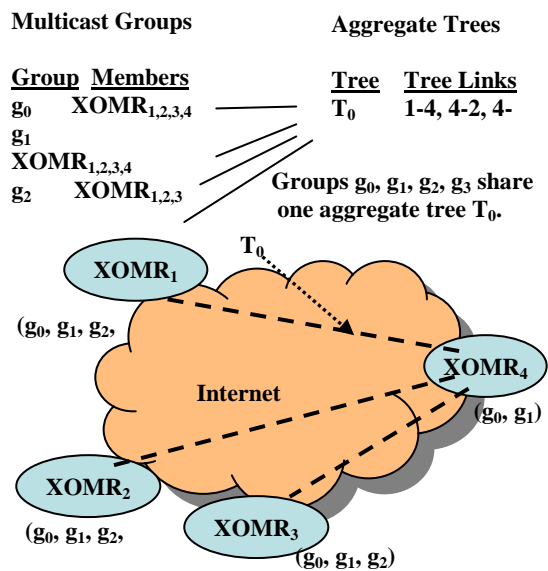 Multicast Groups Aggregate Trees
Group Members Tree Tree Links
g0 XOMR1,2,3,4 T0 1-4, 4-2, 4-
g1
XOMR1,2,3,4
g2 XOMR1,2,3
Groups g0, g1, g2, g3 share
one aggregate tree T0.
T0
XOMR1
(g0, g1, g2,
XOMR4
Internet
(g0, g1)
XOMR2
(g0, g1, g2,
XOMR3
(g0, g1, g2)